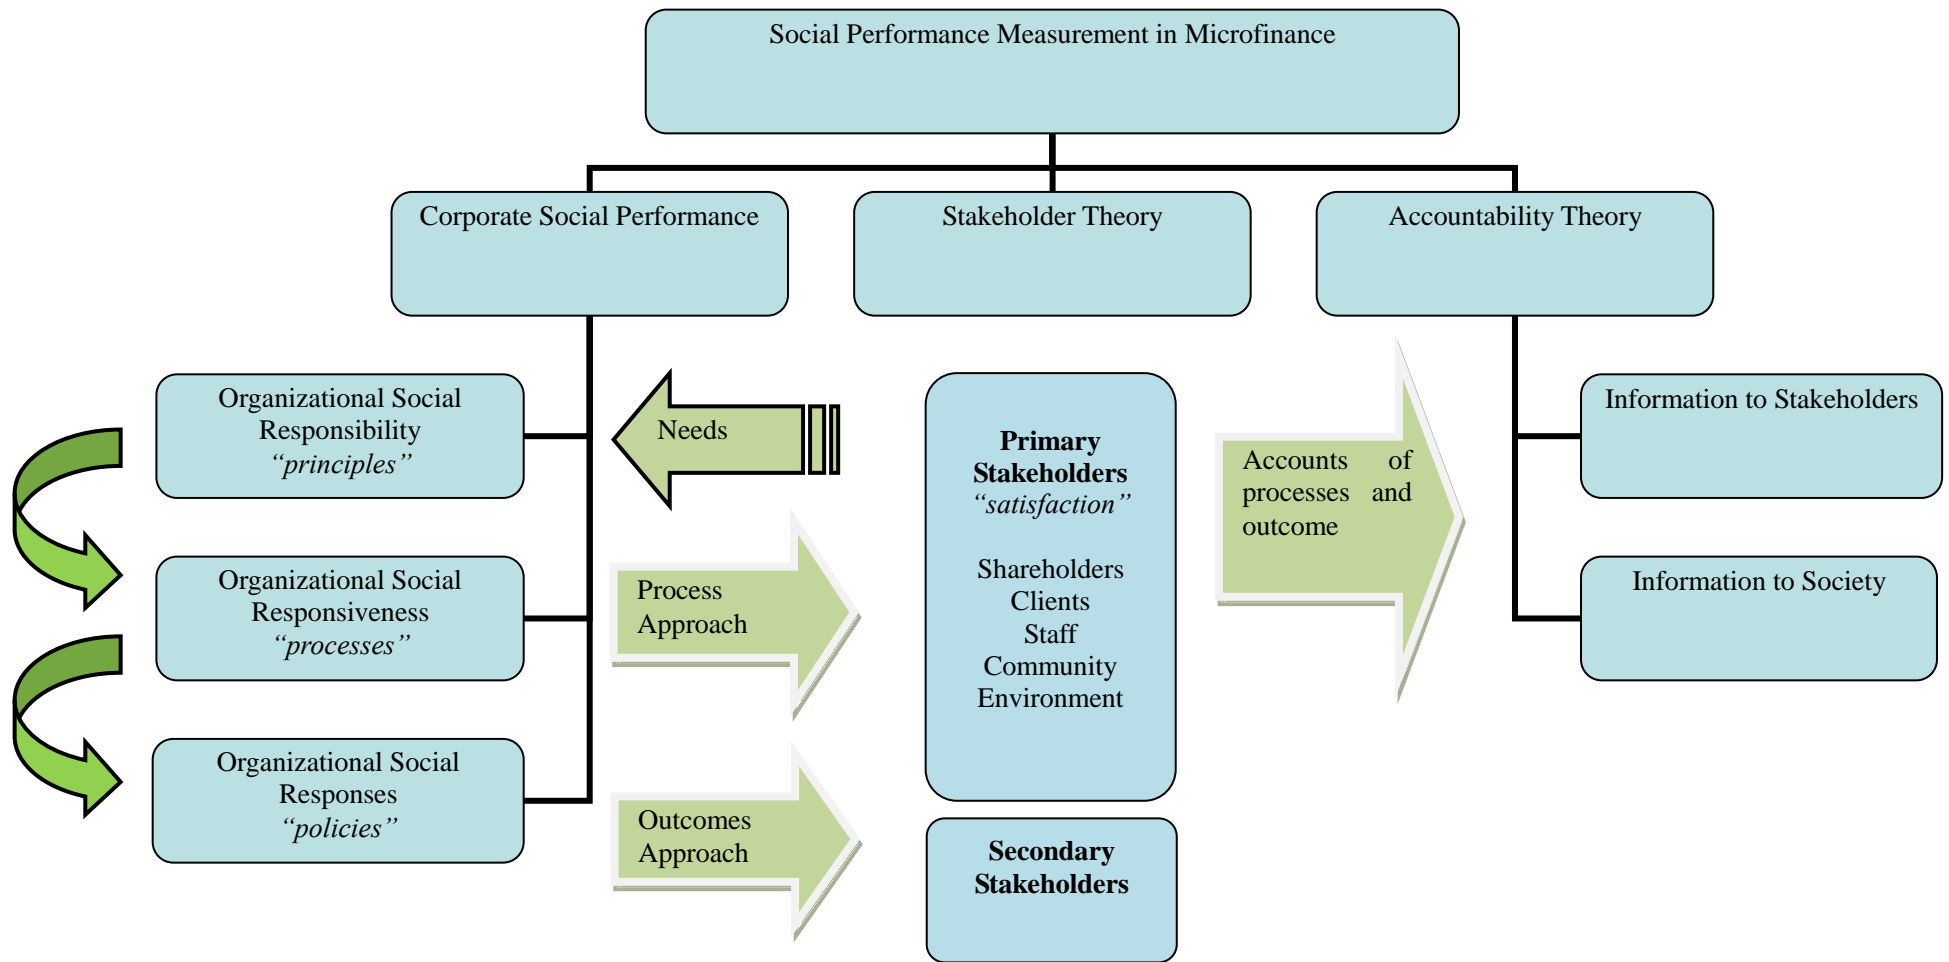 Social Performance Measurement in Microfinance
Corporate Social Performance
Stakeholder Theory
Accountability Theory
Organizational Social
Responsibility
“principles”
Organizational Social
Responsiveness
“processes”
Organizational Social
Responses
“policies”
Needs
Process
Approach
Outcomes
Approach
Primary
Stakeholders
“satisfaction”
Shareholders
Clients
Staff
Community
Environment
Secondary
Stakeholders
Accounts of
processes and
outcome
Information to Stakeholders
Information to Society